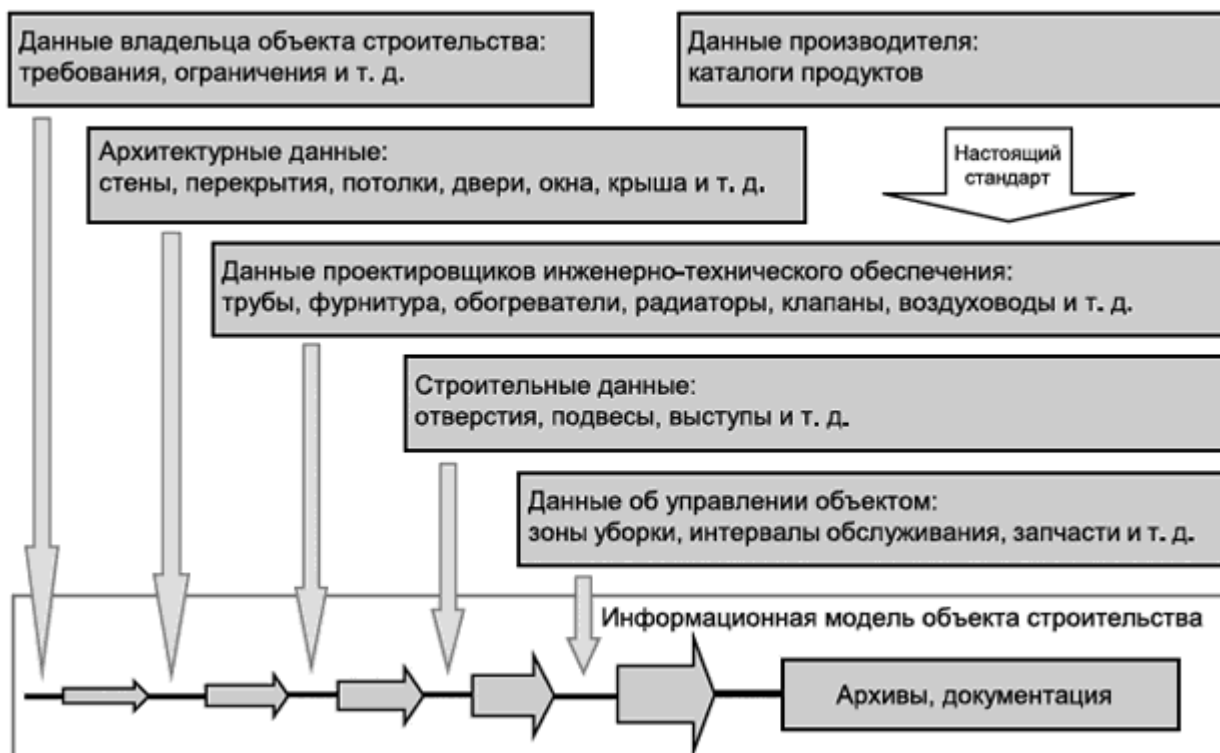 Данные владельца объекта строительства:
требования, ограничения и т. д.
Данные производителя:
каталоги продуктов
Архитектурные данные:
стены, перекрытия, потолки, двери, окна, крыша и т. д.
Настоящий
стандарт
Данные проектировщиков инженерно-технического обеспечения:
трубы, фурнитура, обогреватели, радиаторы, клапаны, воздуховоды и т. д.
Строительные данные:
отверстия, подвесы, выступы и т. д.
Данные об управлении объектом:
зоны уборки, интервалы обслуживания, запчасти и т. д.
Информационная модель объекта строительства
Архивы, документация